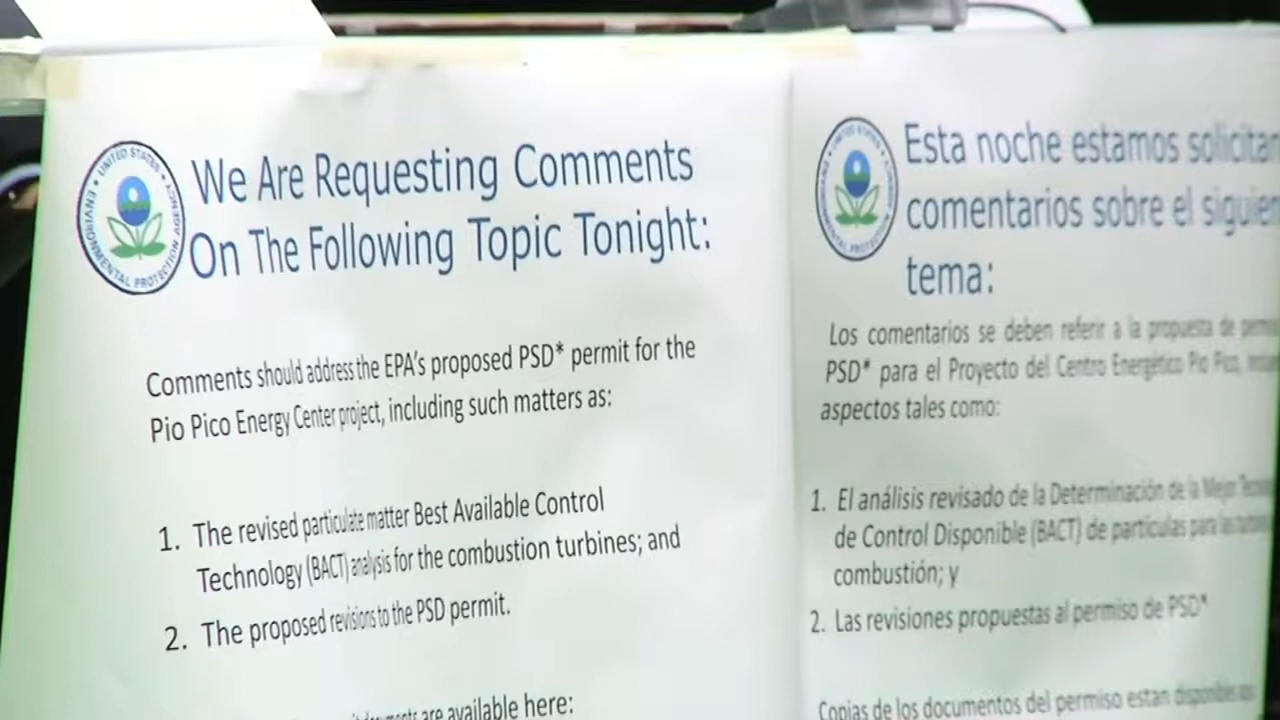 UNITED STATES
ENVIRONMENTAL PROTECTION AGENCY
We Are Requesting Comments
On The Following Topic Tonight:
Comments should address the EPA's proposed PSD* permit for the
Pio Pico Energy Center project, including such matters as:
1. The revised particulate matter Best Available Control
Technology (BACT) analysis for the combustion turbines; and
2. The proposed revisions to the PSD permit.
are available here:
Esta noche estamos
comentarios sobre el
tema:
Los comentarios se deben referir a la propuesta de
PSD* para el Proyecto del Centro Energético Pio Pico,
aspectos tales como:
1. El análisis revisado de la Determinación de la Mejor
de Control Disponible (BACT) de partículas para las
combustión; y
2. Las revisiones propuestas al permiso de PSD*
Copias de los documentos del permiso estan